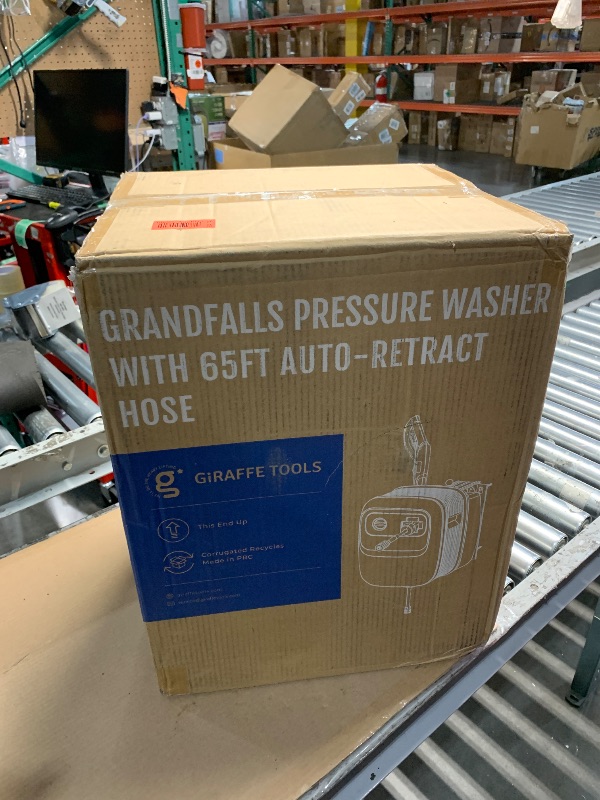 GRANDFALLS PRESSURE WASHER
WITH 65FT AUTO-RETRACT
HOSE
g
GiRAFFE TOOLS
This End Up
Corrugated Recycles
Made in PRC